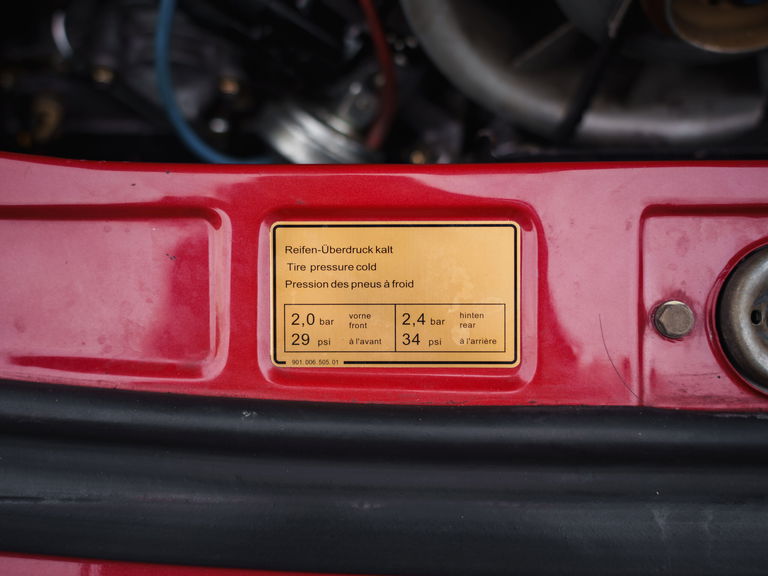 Reifen-Überdruck kalt
Tire pressure cold
Pression des pneus à froid
2,0 bar vorne front 2,4 bar hinten rear
29 psi à l'avant 34 psi à l'arrière
901.006.505.01